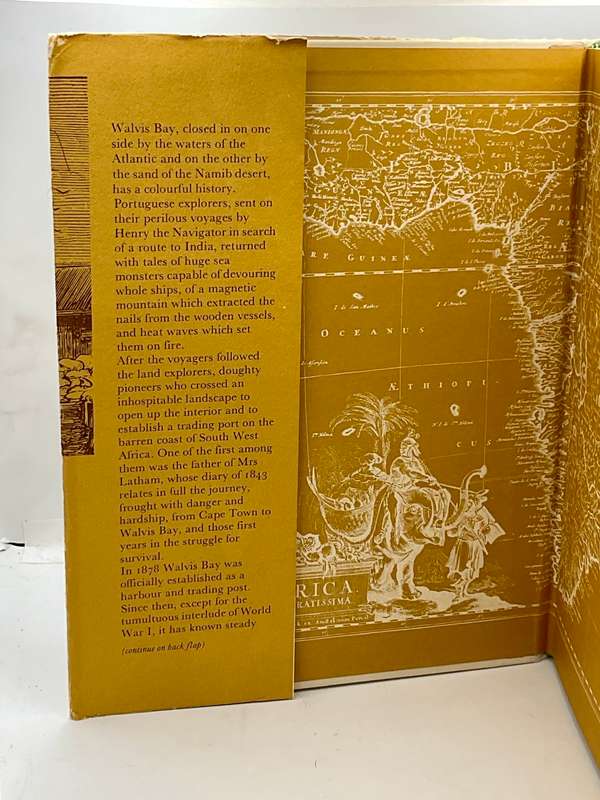 Walvis Bay, closed in on one
side by the waters of the
Atlantic and on the other by
the sand of the Namib desert,
has a colourful history.
Portuguese explorers, sent on
their perilous voyages by
Henry the Navigator in search
of a route to India, returned
with tales of huge sea
monsters capable of devouring
whole ships, of a magnetic
mountain which extracted the
nails from the wooden vessels,
and heat waves which set
them on fire.
After the voyagers followed
the land explorers, doughty
pioneers who crossed an
inhospitable landscape to
open up the interior and to
establish a trading port on the
barren coast of South West
Africa. One of the first among
them was the father of Mrs
Latham, whose diary of 1843
relates in full the journey,
frought with danger and
hardship, from Cape Town to
Walvis Bay, and those first
years in the struggle for
survival.
In 1878 Walvis Bay was
officially established as a
harbour and trading post.
Since then, except for the
tumultuous interlude of World
War I, it has known steady
(continue on back flap)
RE GUINEÆ
OCEANUS
ÆTHIOPI
CUS
RICA
RATISSIMA